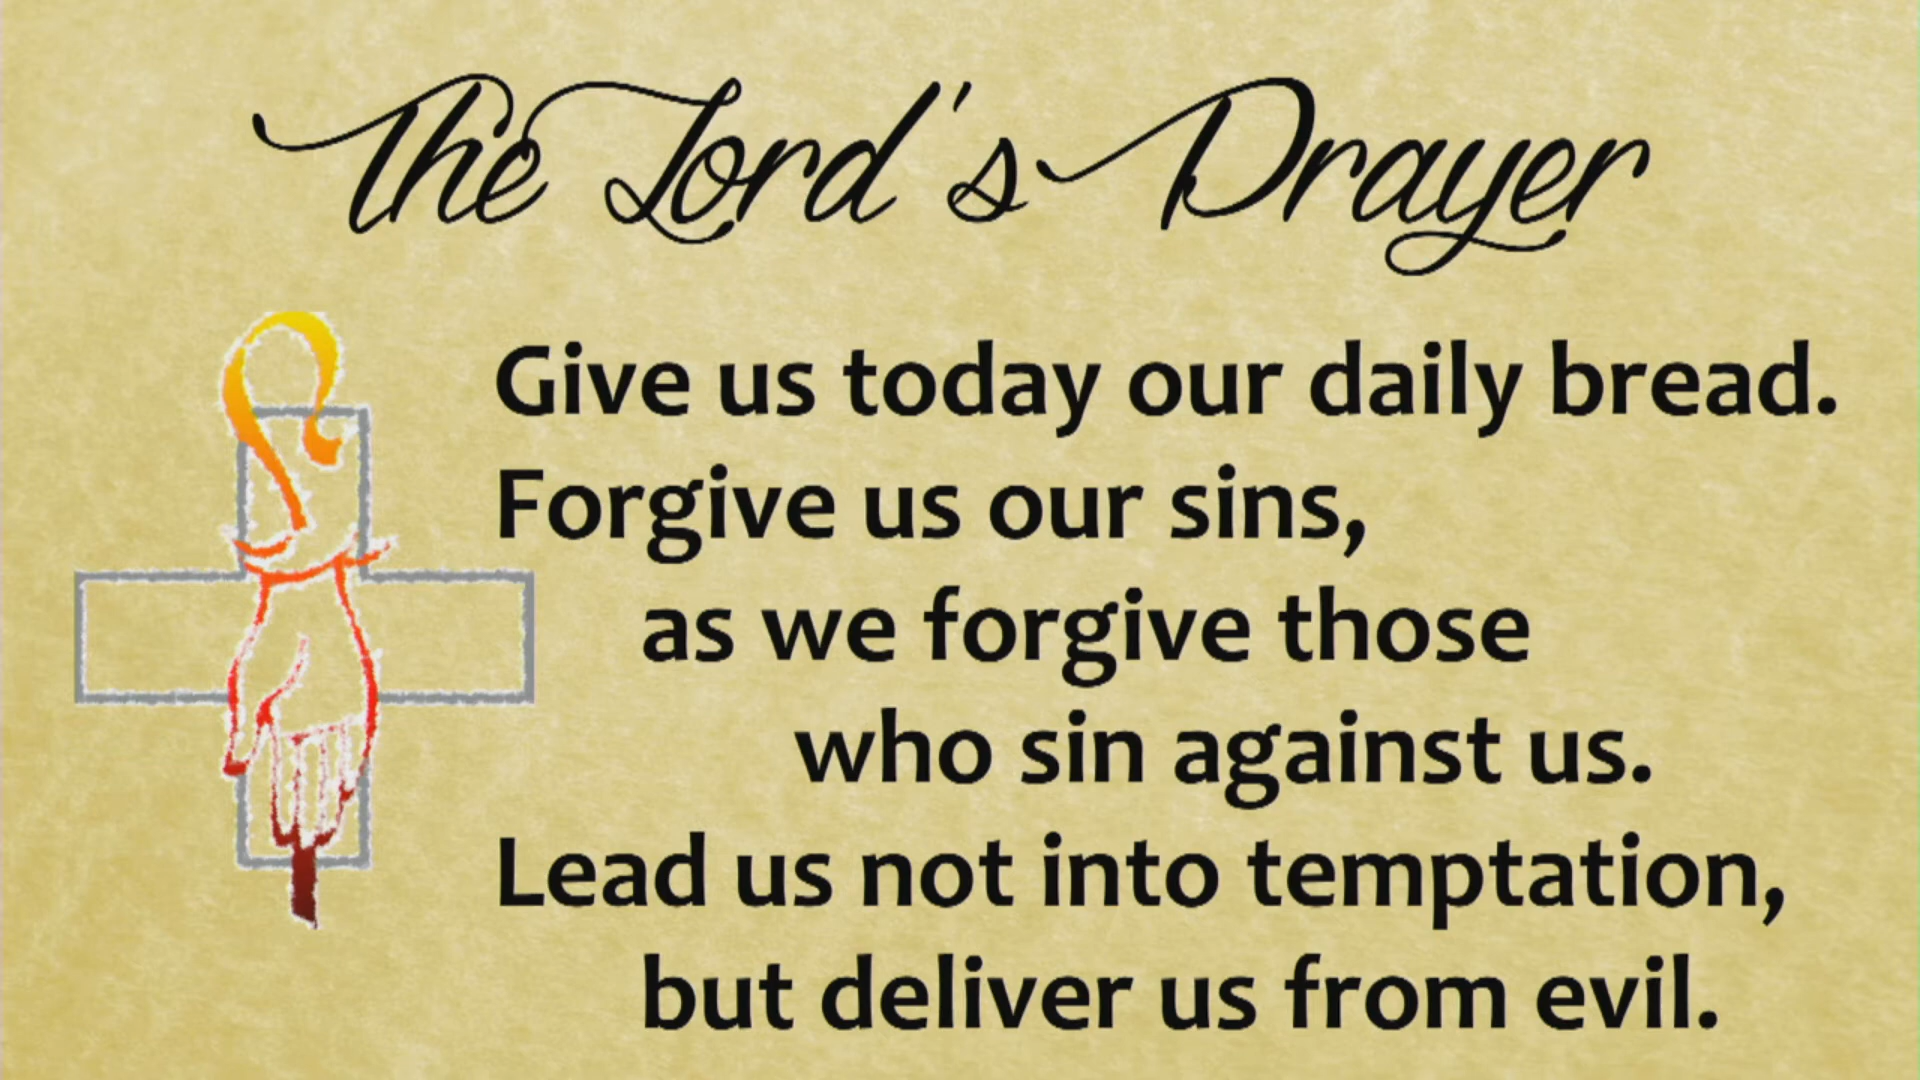 The Lord's Prayer
Give us today our daily bread.
Forgive us our sins,
as we forgive those
who sin against us.
Lead us not into temptation,
but deliver us from evil.